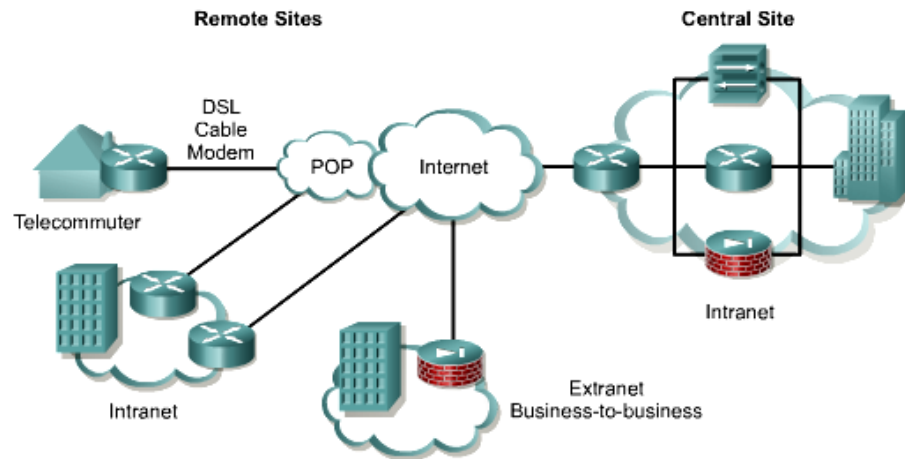 Remote Sites
Central Site
DSL
Cable
Modem
POP
Internet
Telecommuter
Intranet
Intranet
Extranet
Business-to-business